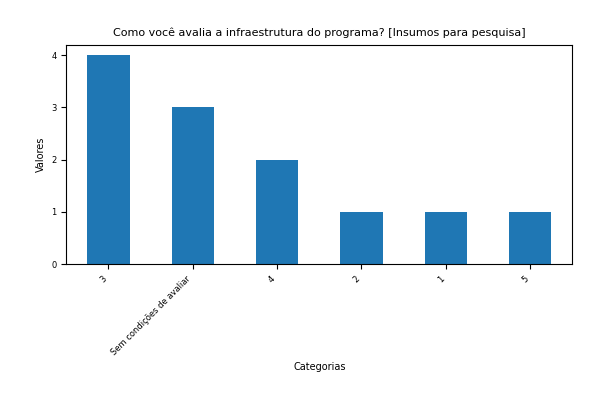 Como você avalia a infraestrutura do programa? [Insumos para pesquisa]
Valores
4
3
2
1
0
3
Sem condições de avaliar
4
2
1
5
Categorias